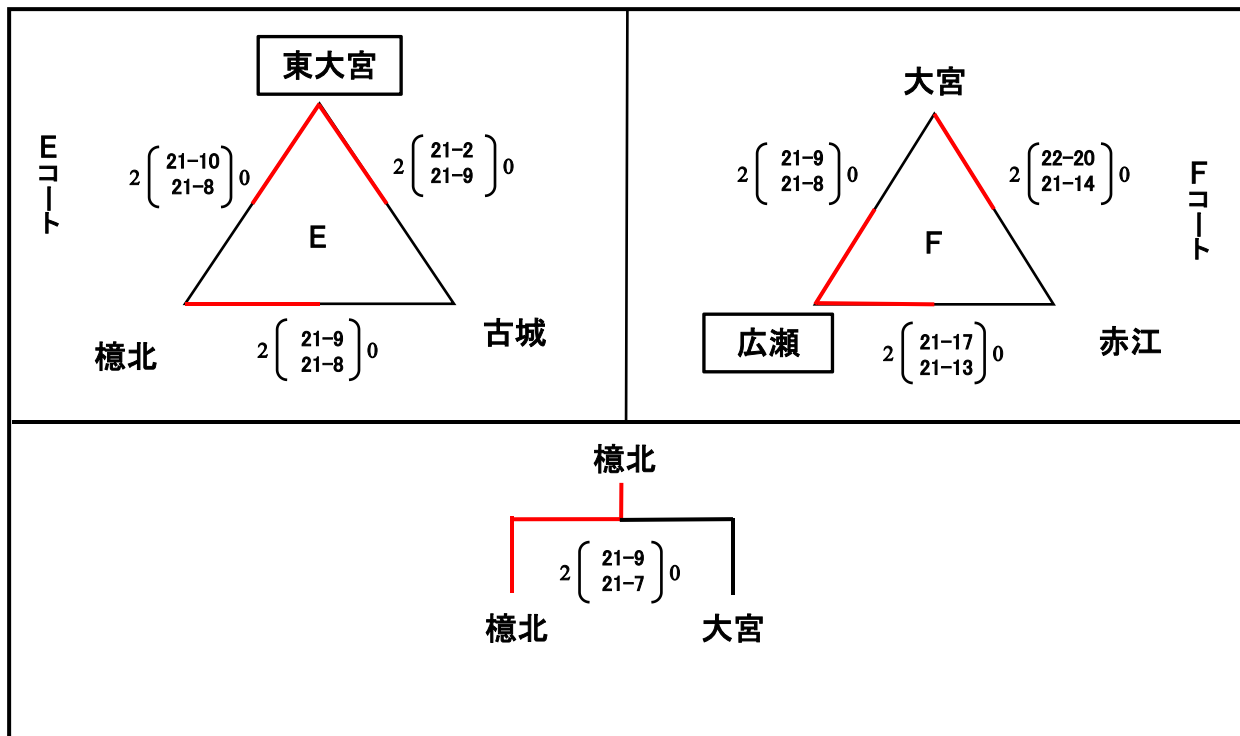 東大宮
Eコート
2 21-10 0
21-8
2 21-2 0
21-9
E
檍北
古城
2 21-9 0
21-8
大宮
2 21-9 0
21-8
2 22-20 0
21-14
Fコート
F
広瀬
赤江
2 21-17 0
21-13
檍北
2 21-9 0
21-7
檍北
大宮